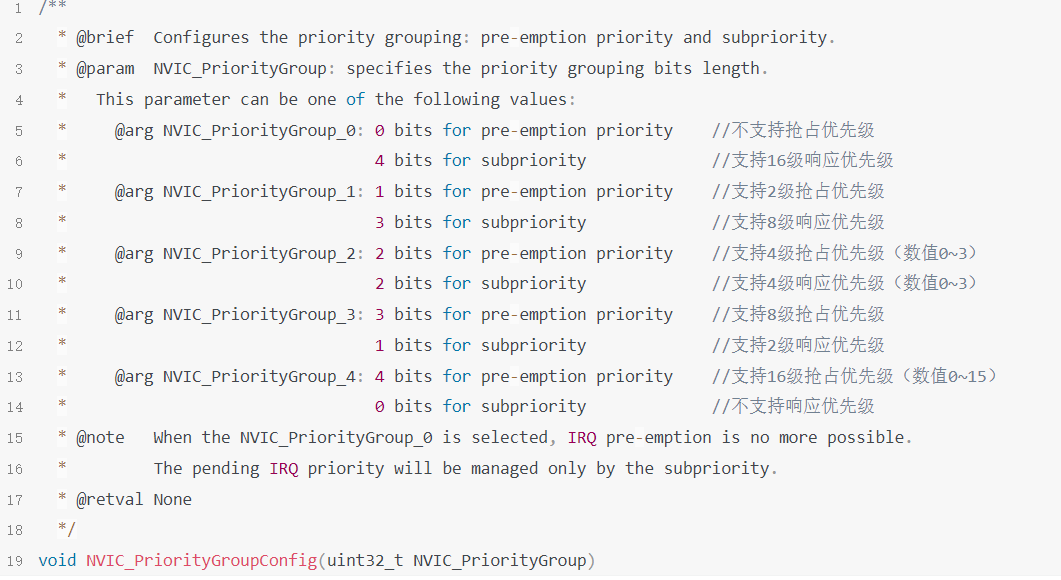 1 /**
2 * @brief Configures the priority grouping: pre-emption priority and subpriority.
3 * @param NVIC_PriorityGroup: specifies the priority grouping bits length.
4 * This parameter can be one of the following values:
5 * @arg NVIC_PriorityGroup_0: 0 bits for pre-emption priority //不支持抢占优先级
6 * 4 bits for subpriority //支持16级响应优先级
7 * @arg NVIC_PriorityGroup_1: 1 bits for pre-emption priority //支持2级抢占优先级
8 * 3 bits for subpriority //支持8级响应优先级
9 * @arg NVIC_PriorityGroup_2: 2 bits for pre-emption priority //支持4级抢占优先级（数值0~3）
10 * 2 bits for subpriority //支持4级响应优先级（数值0~3）
11 * @arg NVIC_PriorityGroup_3: 3 bits for pre-emption priority //支持8级抢占优先级
12 * 1 bits for subpriority //支持2级响应优先级
13 * @arg NVIC_PriorityGroup_4: 4 bits for pre-emption priority //支持16级抢占优先级（数值0~15）
14 * 0 bits for subpriority //不支持响应优先级
15 * @note When the NVIC_PriorityGroup_0 is selected, IRQ pre-emption is no more possible.
16 * The pending IRQ priority will be managed only by the subpriority.
17 * @retval None
18 */
19 void NVIC_PriorityGroupConfig(uint32_t NVIC_PriorityGroup)